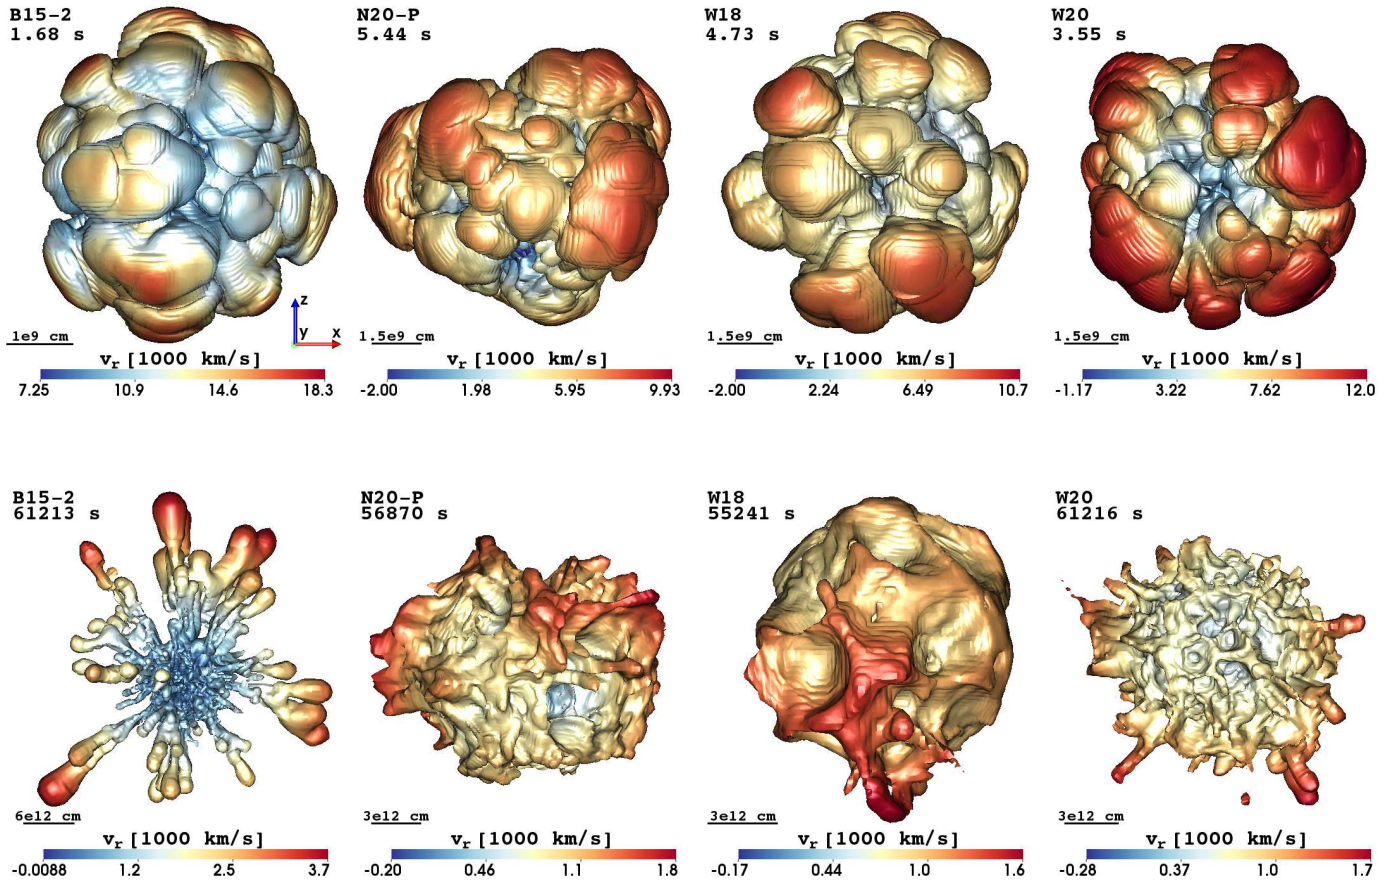 B15-2
1.68 s
N20-P
5.44 s
W18
4.73 s
W20
3.55 s
z
y x
1e9 cm
1.5e9 cm
1.5e9 cm
1.5e9 cm
v_r [1000 km/s]
7.25 10.9 14.6 18.3
v_r [1000 km/s]
-2.00 1.98 5.95 9.93
v_r [1000 km/s]
-2.00 2.24 6.49 10.7
v_r [1000 km/s]
-1.17 3.22 7.62 12.0
B15-2
61213 s
N20-P
56870 s
W18
55241 s
W20
61216 s
6e12 cm
3e12 cm
3e12 cm
3e12 cm
v_r [1000 km/s]
-0.0088 1.2 2.5 3.7
v_r [1000 km/s]
-0.20 0.46 1.1 1.8
v_r [1000 km/s]
-0.17 0.44 1.0 1.6
v_r [1000 km/s]
-0.28 0.37 1.0 1.7